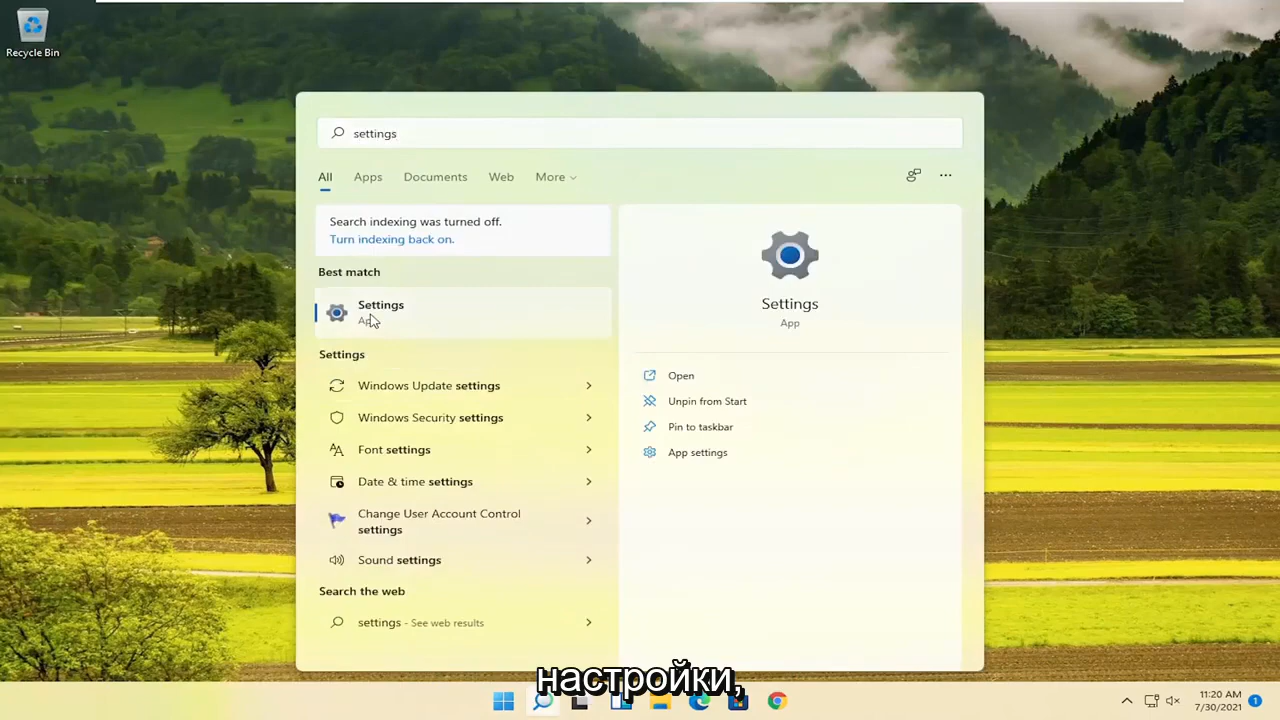 Recycle Bin
settings
All Apps Documents Web More
Search indexing was turned off.
Turn indexing back on.
Best match
Settings
App
Settings
Windows Update settings
Windows Security settings
Font settings
Date & time settings
Change User Account Control
settings
Sound settings
Search the web
settings - See web results
Settings
App
Open
Unpin from Start
Pin to taskbar
App settings
настройки,
11:20 AM
7/30/2021
1